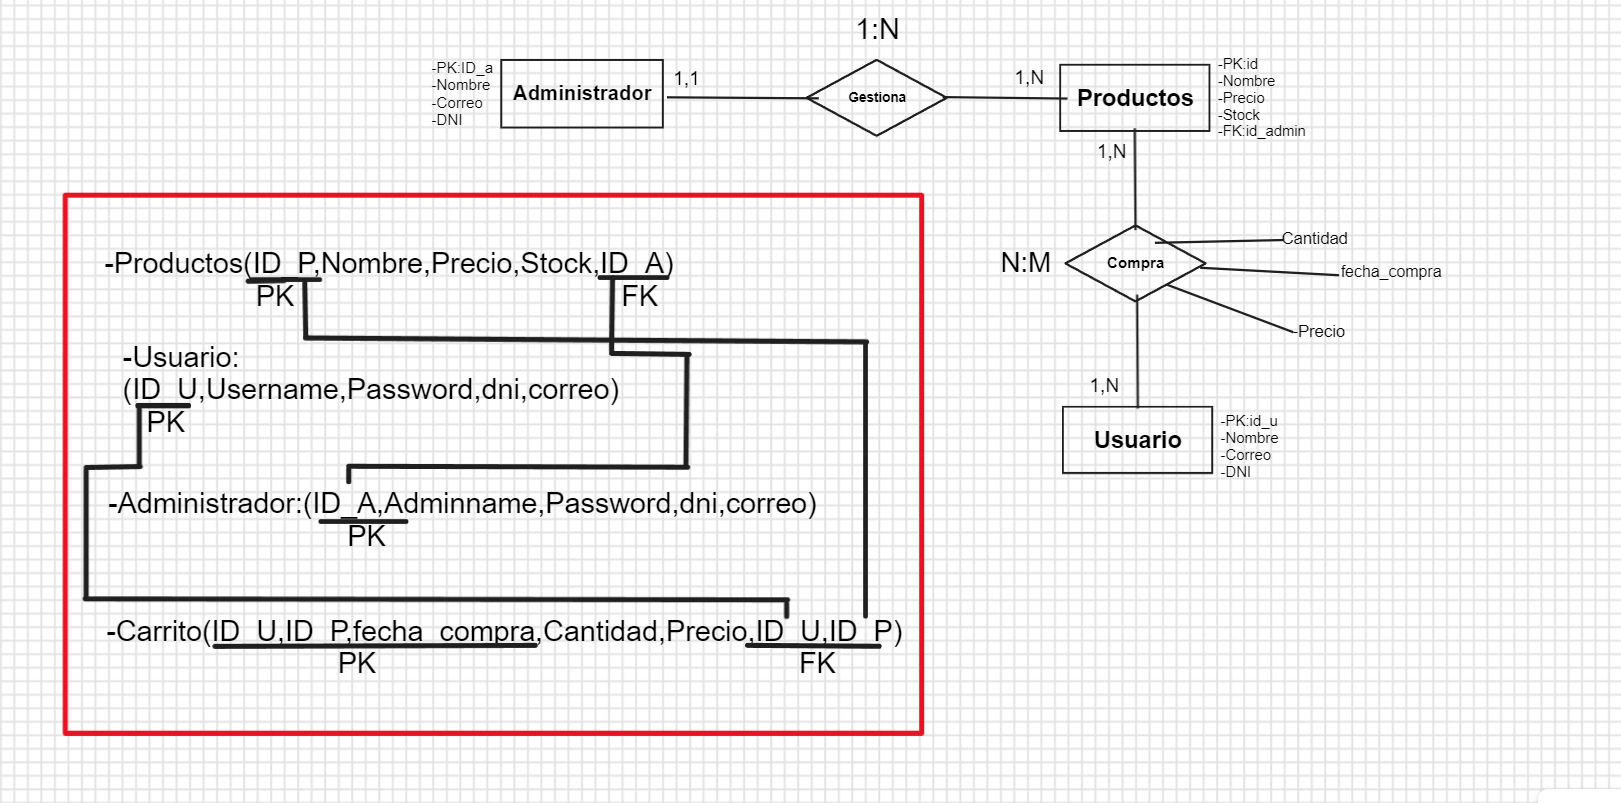 1:N
-PK:ID_a
-Nombre
-Correo
-DNI
Administrador
1,1
Gestiona
1,N
Productos
-PK:id
-Nombre
-Precio
-Stock
-FK:id_admin
1,N
N:M
Compra
Cantidad
fecha_compra
-Precio
1,N
Usuario
-PK:id_u
-Nombre
-Correo
-DNI
-Productos(ID_P,Nombre,Precio,Stock,ID_A)
PK
FK
-Usuario:
(ID_U,Username,Password,dni,correo)
PK
-Administrador:(ID_A,Adminname,Password,dni,correo)
PK
-Carrito(ID_U,ID_P,fecha_compra,Cantidad,Precio,ID_U,ID_P)
PK
FK